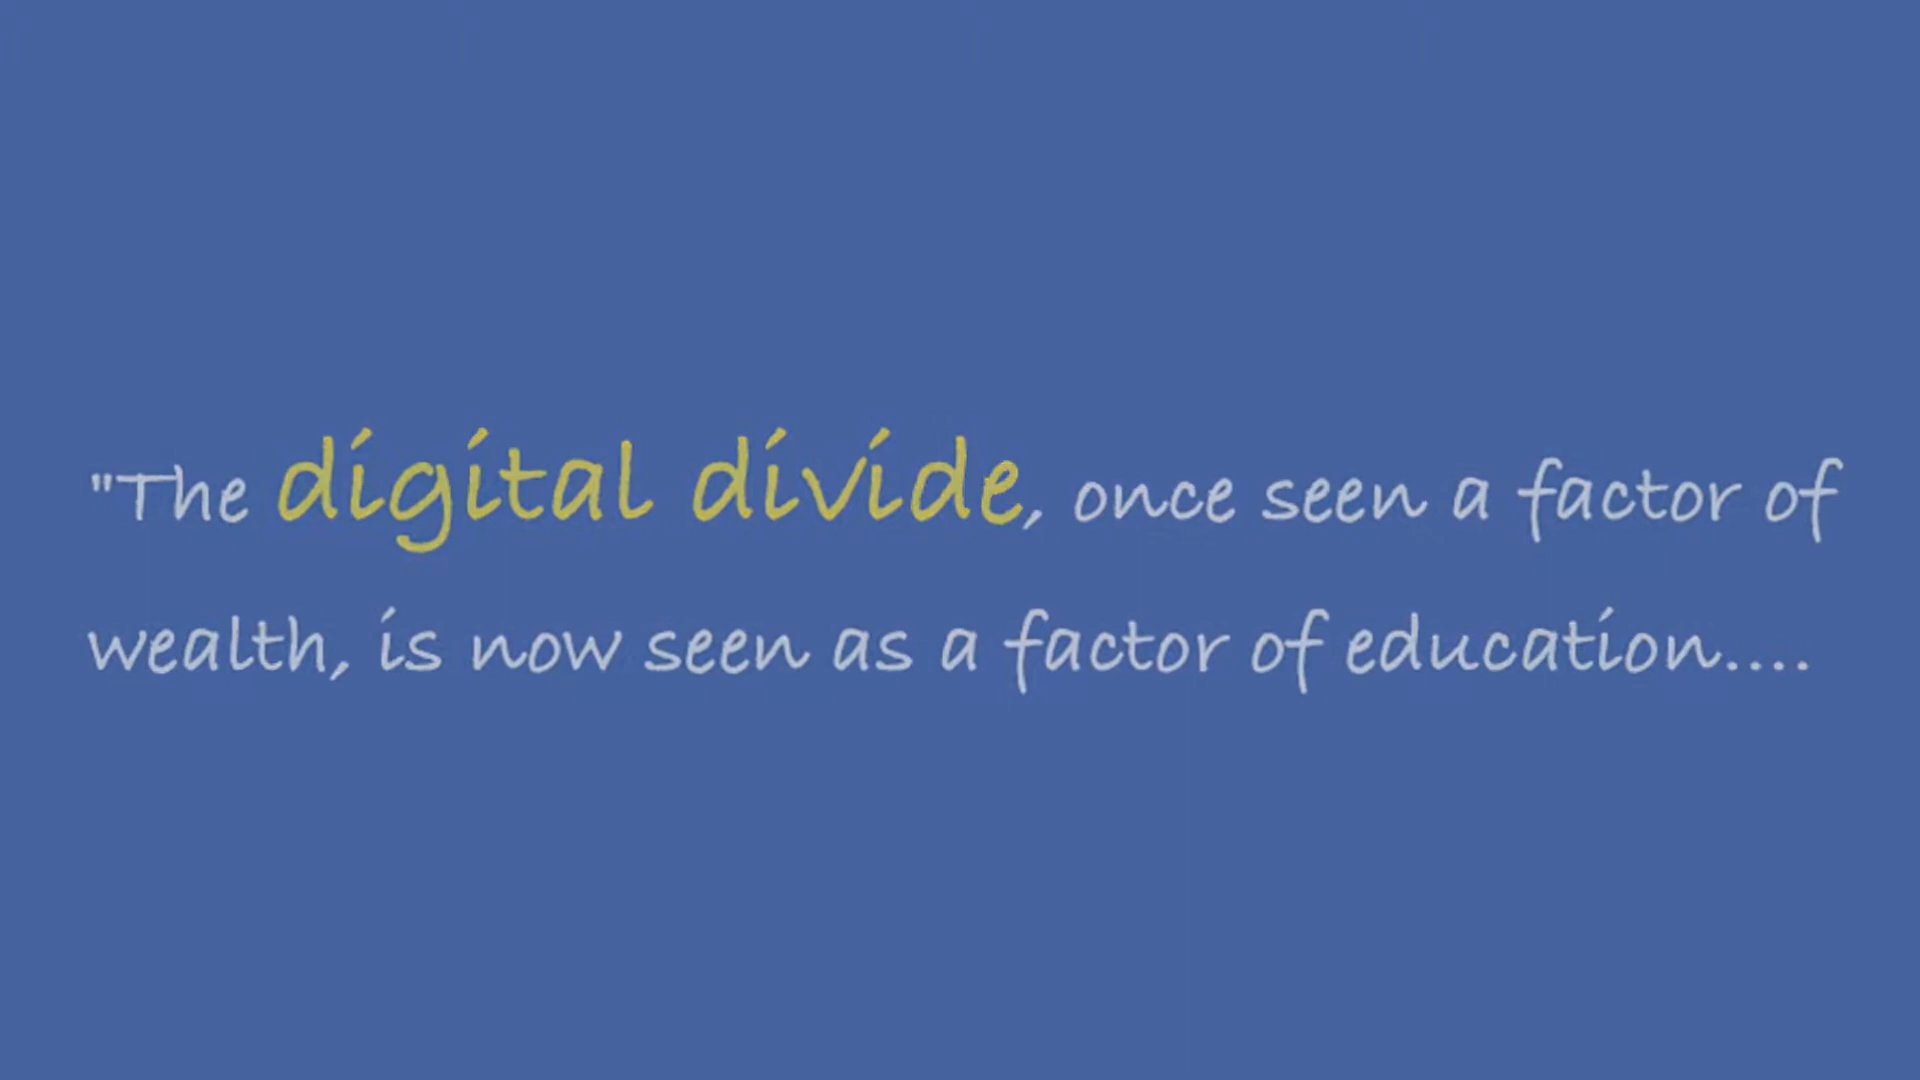 "The digital divide, once seen a factor of
wealth, is now seen as a factor of education....